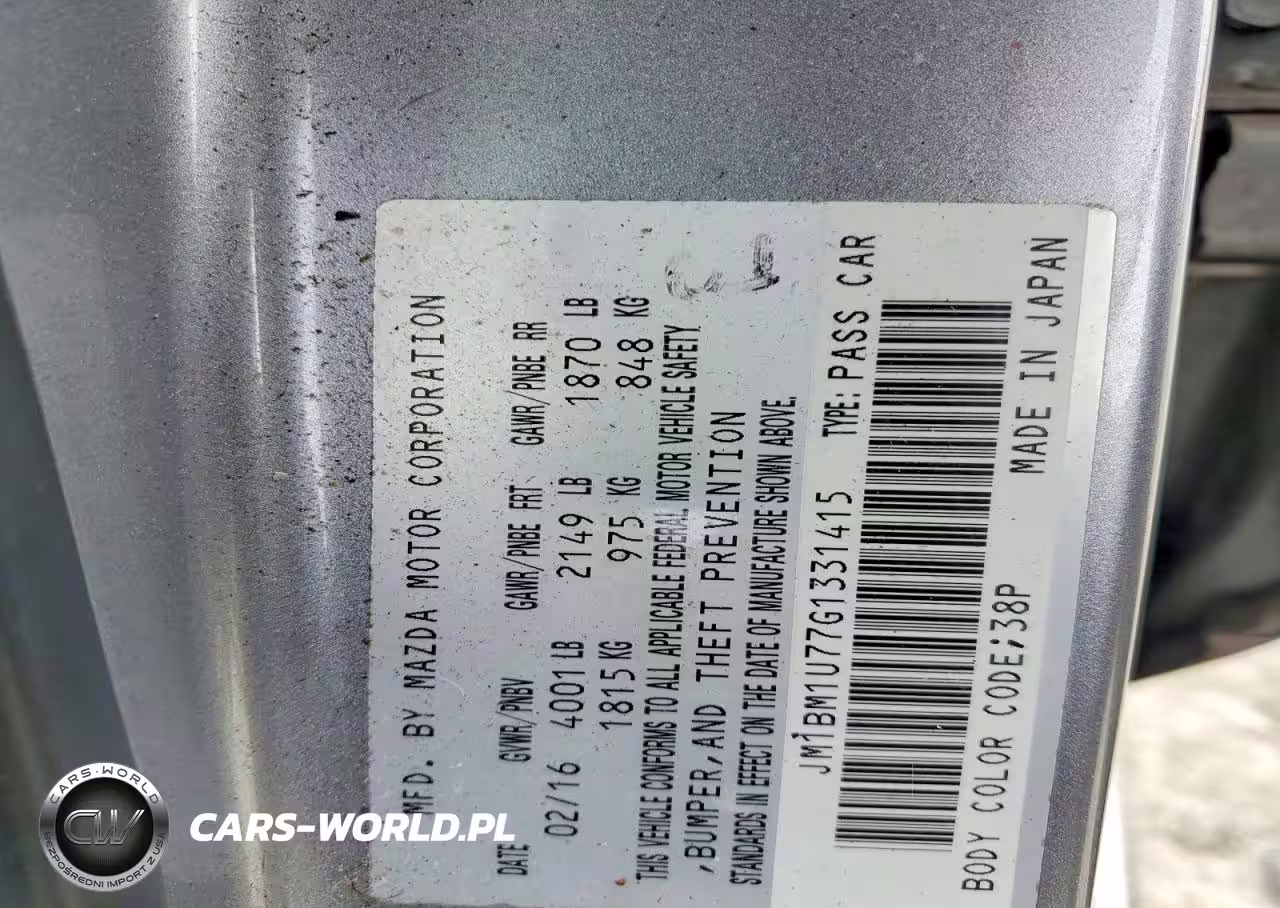 MFD. BY MAZDA MOTOR CORPORATION
DATE GVWR/PNBV GAWR/PNBE FRT GAWR/PNBE RR
02/16 4001 LB 2149 LB 1870 LB
1815 KG 975 KG 848 KG
THIS VEHICLE CONFORMS TO ALL APPLICABLE FEDERAL MOTOR VEHICLE SAFETY
,BUMPER, AND THEFT PREVENTION
STANDARDS IN EFFECT ON THE DATE OF MANUFACTURE SHOWN ABOVE.
JM1BM1U77G1331415 TYPE: PASS CAR
BODY COLOR CODE;38P MADE IN JAPAN
CARS-WORLD
CW
BEZPOŚREDNI IMPORT Z USA
CARS-WORLD.PL